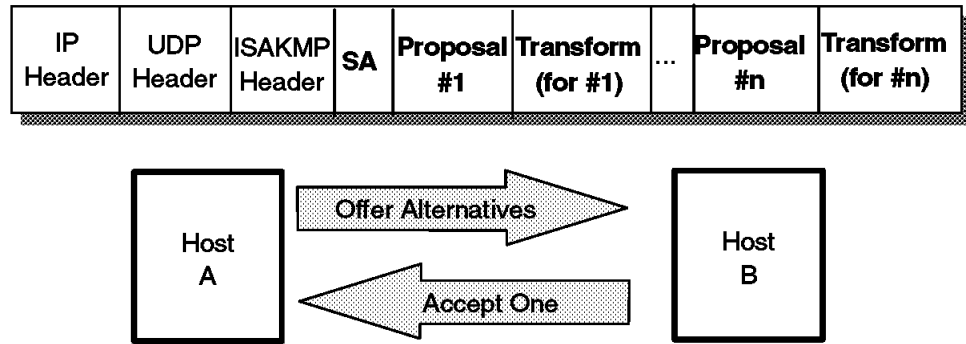 IP
Header
UDP
Header
ISAKMP
Header
SA
Proposal
#1
Transform
(for #1)
...
Proposal
#n
Transform
(for #n)
Host
A
Offer Alternatives
Accept One
Host
B